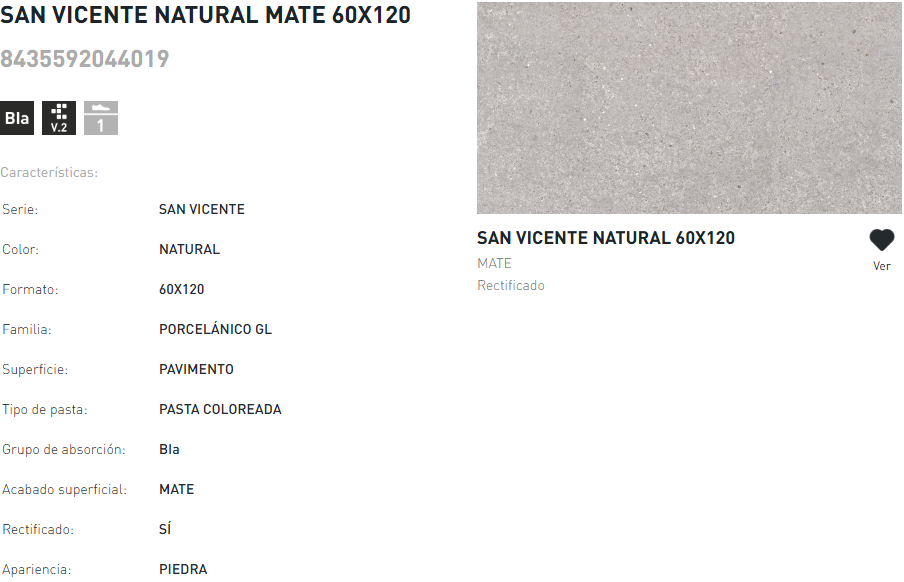 SAN VICENTE NATURAL MATE 60X120
8435592044019
BIa
V.2
1
Características:
Serie: SAN VICENTE
Color: NATURAL
Formato: 60X120
Familia: PORCELÁNICO GL
Superficie: PAVIMENTO
Tipo de pasta: PASTA COLOREADA
Grupo de absorción: BIa
Acabado superficial: MATE
Rectificado: SÍ
Apariencia: PIEDRA
SAN VICENTE NATURAL 60X120
MATE
Rectificado
Ver